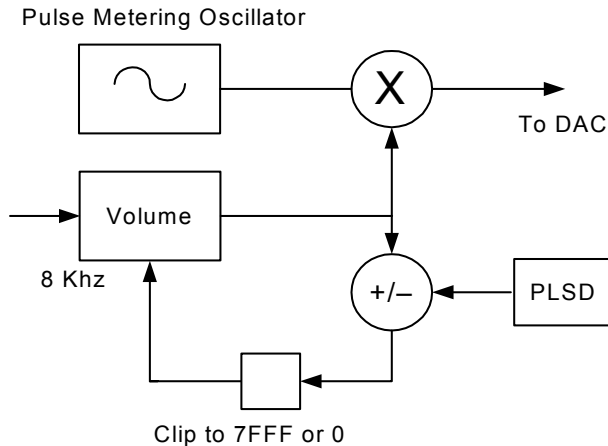 Pulse Metering Oscillator
X
To DAC
Volume
8 Khz
+/–
PLSD
Clip to 7FFF or 0